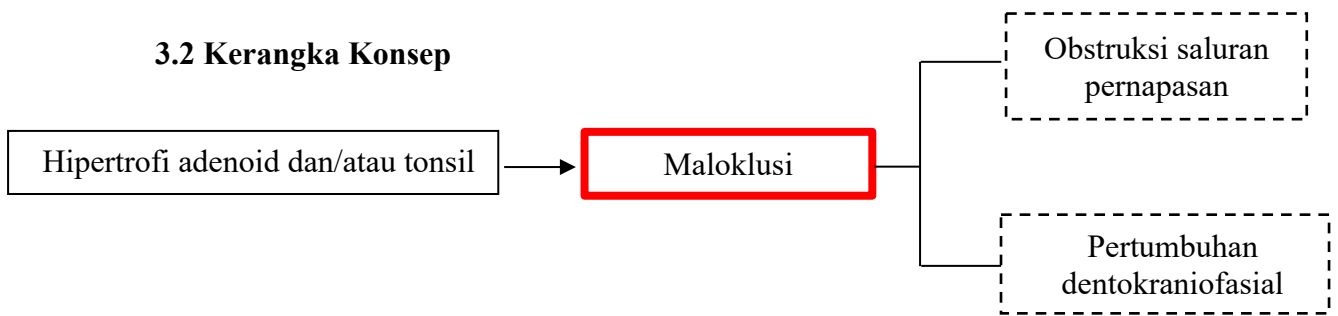 3.2 Kerangka Konsep
Hipertrofi adenoid dan/atau tonsil
Maloklusi
Obstruksi saluran
pernapasan
Pertumbuhan
dentokraniofasial